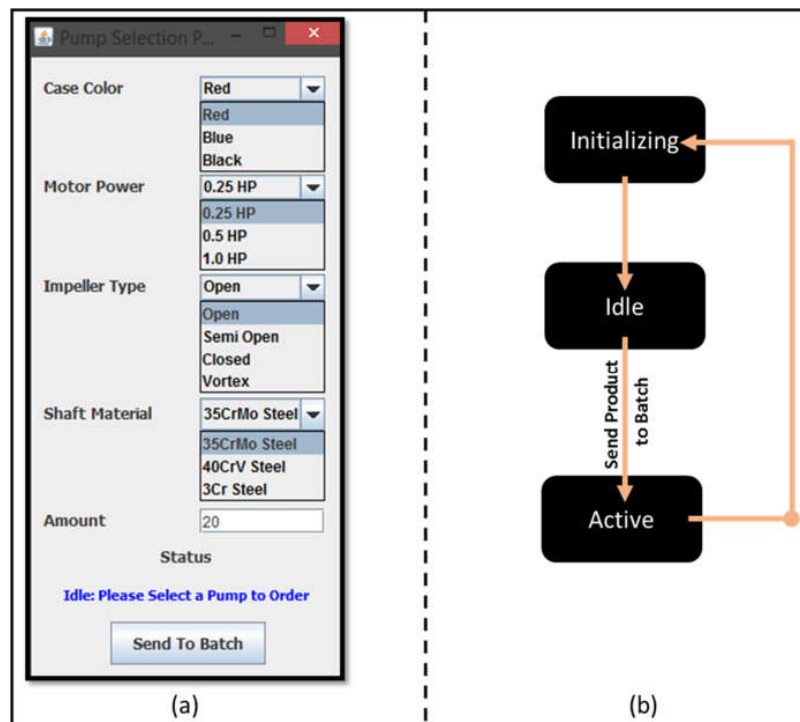 Pump Selection P...
Case Color
Red
Red
Blue
Black
Motor Power
0.25 HP
0.25 HP
0.5 HP
1.0 HP
Impeller Type
Open
Open
Semi Open
Closed
Vortex
Shaft Material
35CrMo Steel
35CrMo Steel
40CrV Steel
3Cr Steel
Amount
20
Status
Idle: Please Select a Pump to Order
Send To Batch
(a)
Initializing
Idle
Send Product
to Batch
Active
(b)